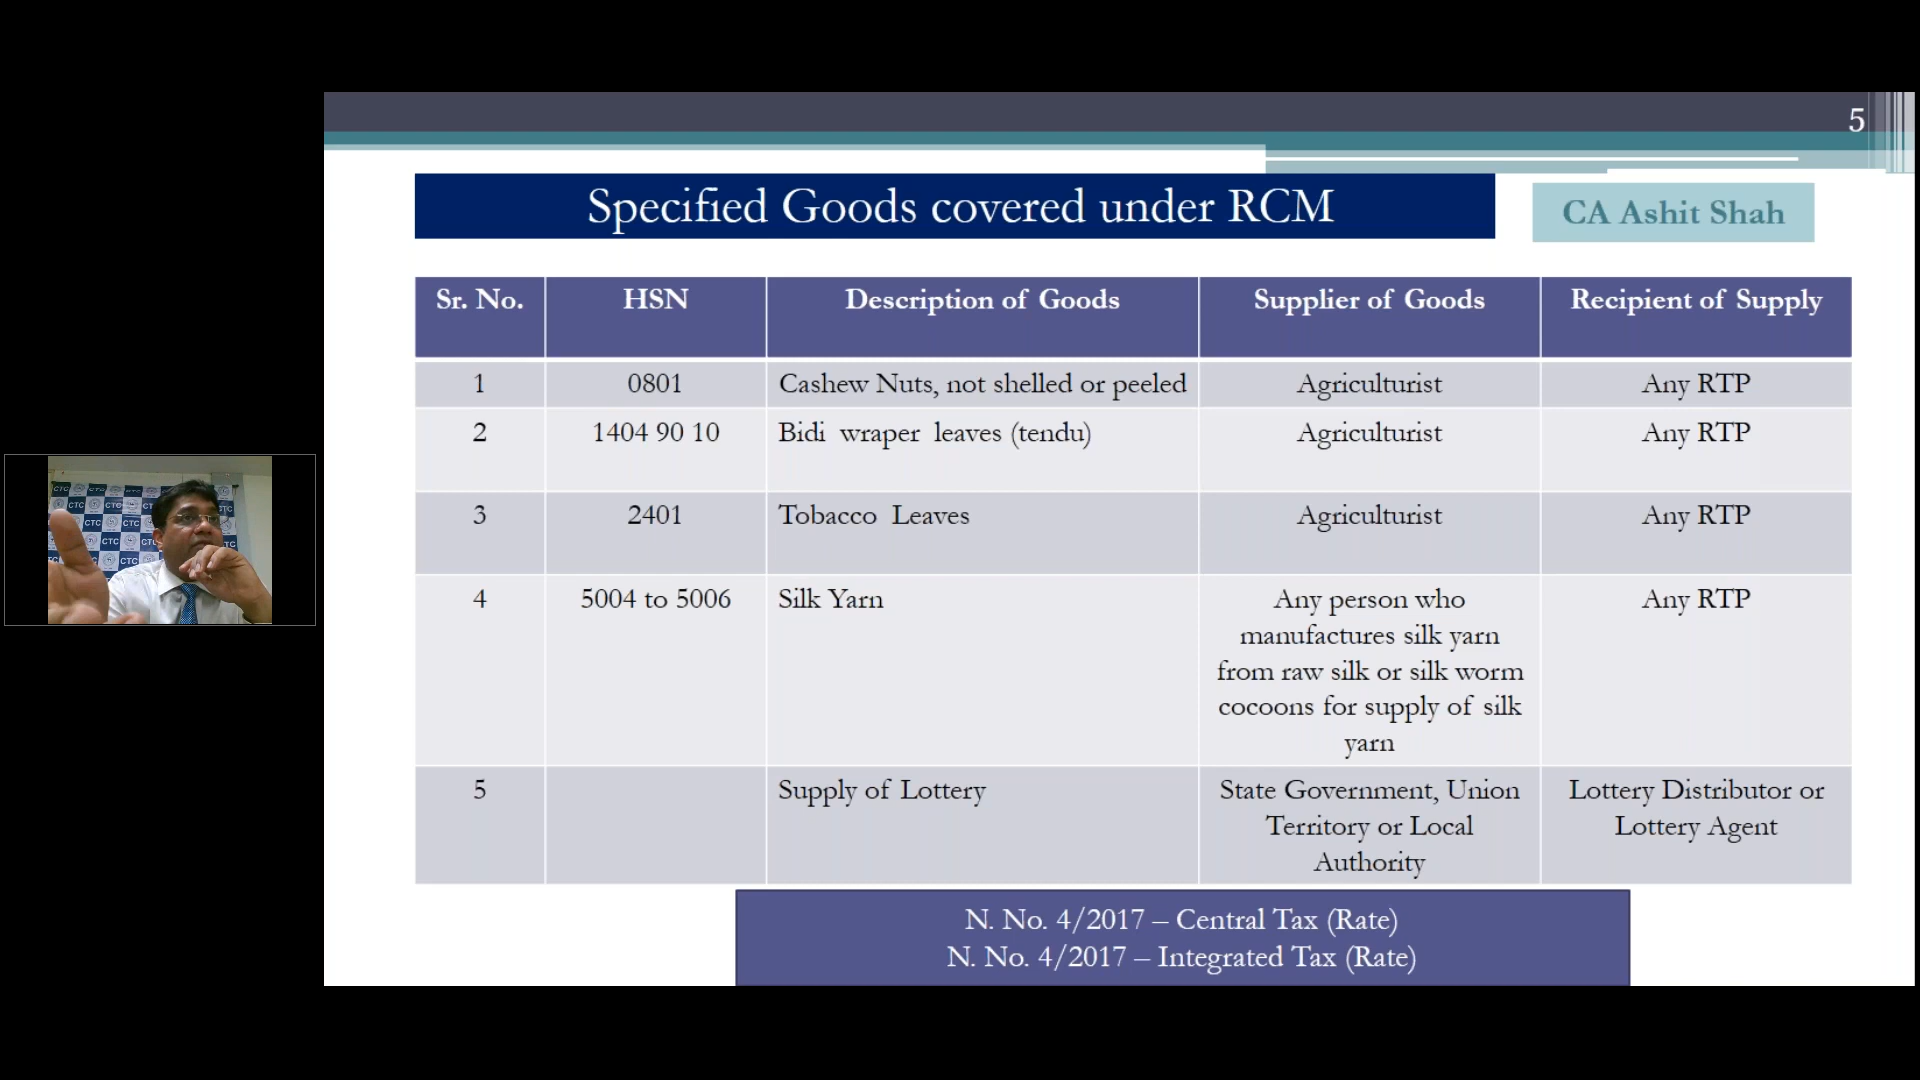 5
Specified Goods covered under RCM
CA Ashit Shah
Sr. No. HSN Description of Goods Supplier of Goods Recipient of Supply
1 0801 Cashew Nuts, not shelled or peeled Agriculturist Any RTP
2 1404 90 10 Bidi wraper leaves (tendu) Agriculturist Any RTP
3 2401 Tobacco Leaves Agriculturist Any RTP
4 5004 to 5006 Silk Yarn Any person who Any RTP
manufactures silk yarn
from raw silk or silk worm
cocoons for supply of silk
yarn
5 Supply of Lottery State Government, Union Lottery Distributor or
Territory or Local Lottery Agent
Authority
N. No. 4/2017 – Central Tax (Rate)
N. No. 4/2017 – Integrated Tax (Rate)
CTC
CTC
CTC
CTC
CTC